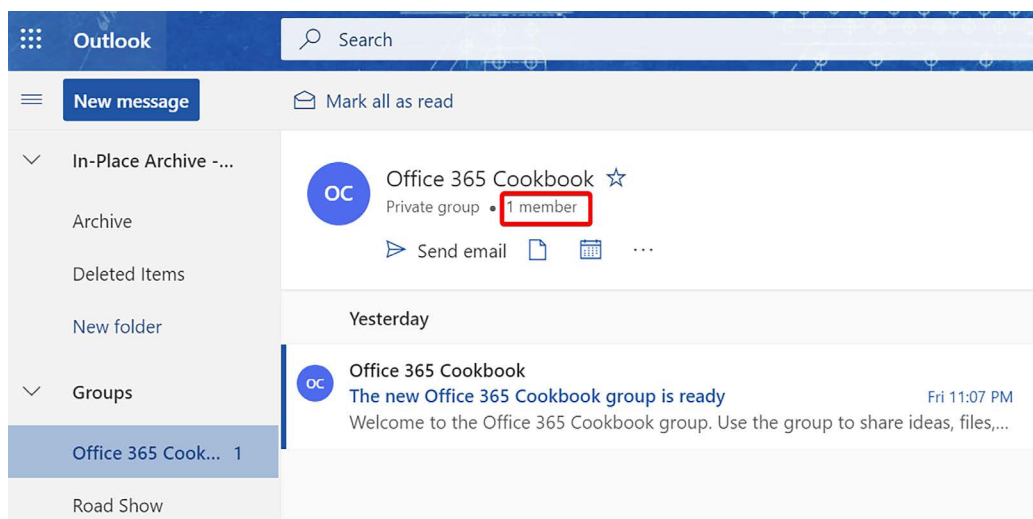 Outlook
Search
New message
Mark all as read
In-Place Archive -...
Archive
Deleted Items
New folder
Groups
Office 365 Cook... 1
Road Show
OC
Office 365 Cookbook
Private group • 1 member
Send email
...
Yesterday
OC
Office 365 Cookbook
The new Office 365 Cookbook group is ready Fri 11:07 PM
Welcome to the Office 365 Cookbook group. Use the group to share ideas, files,...